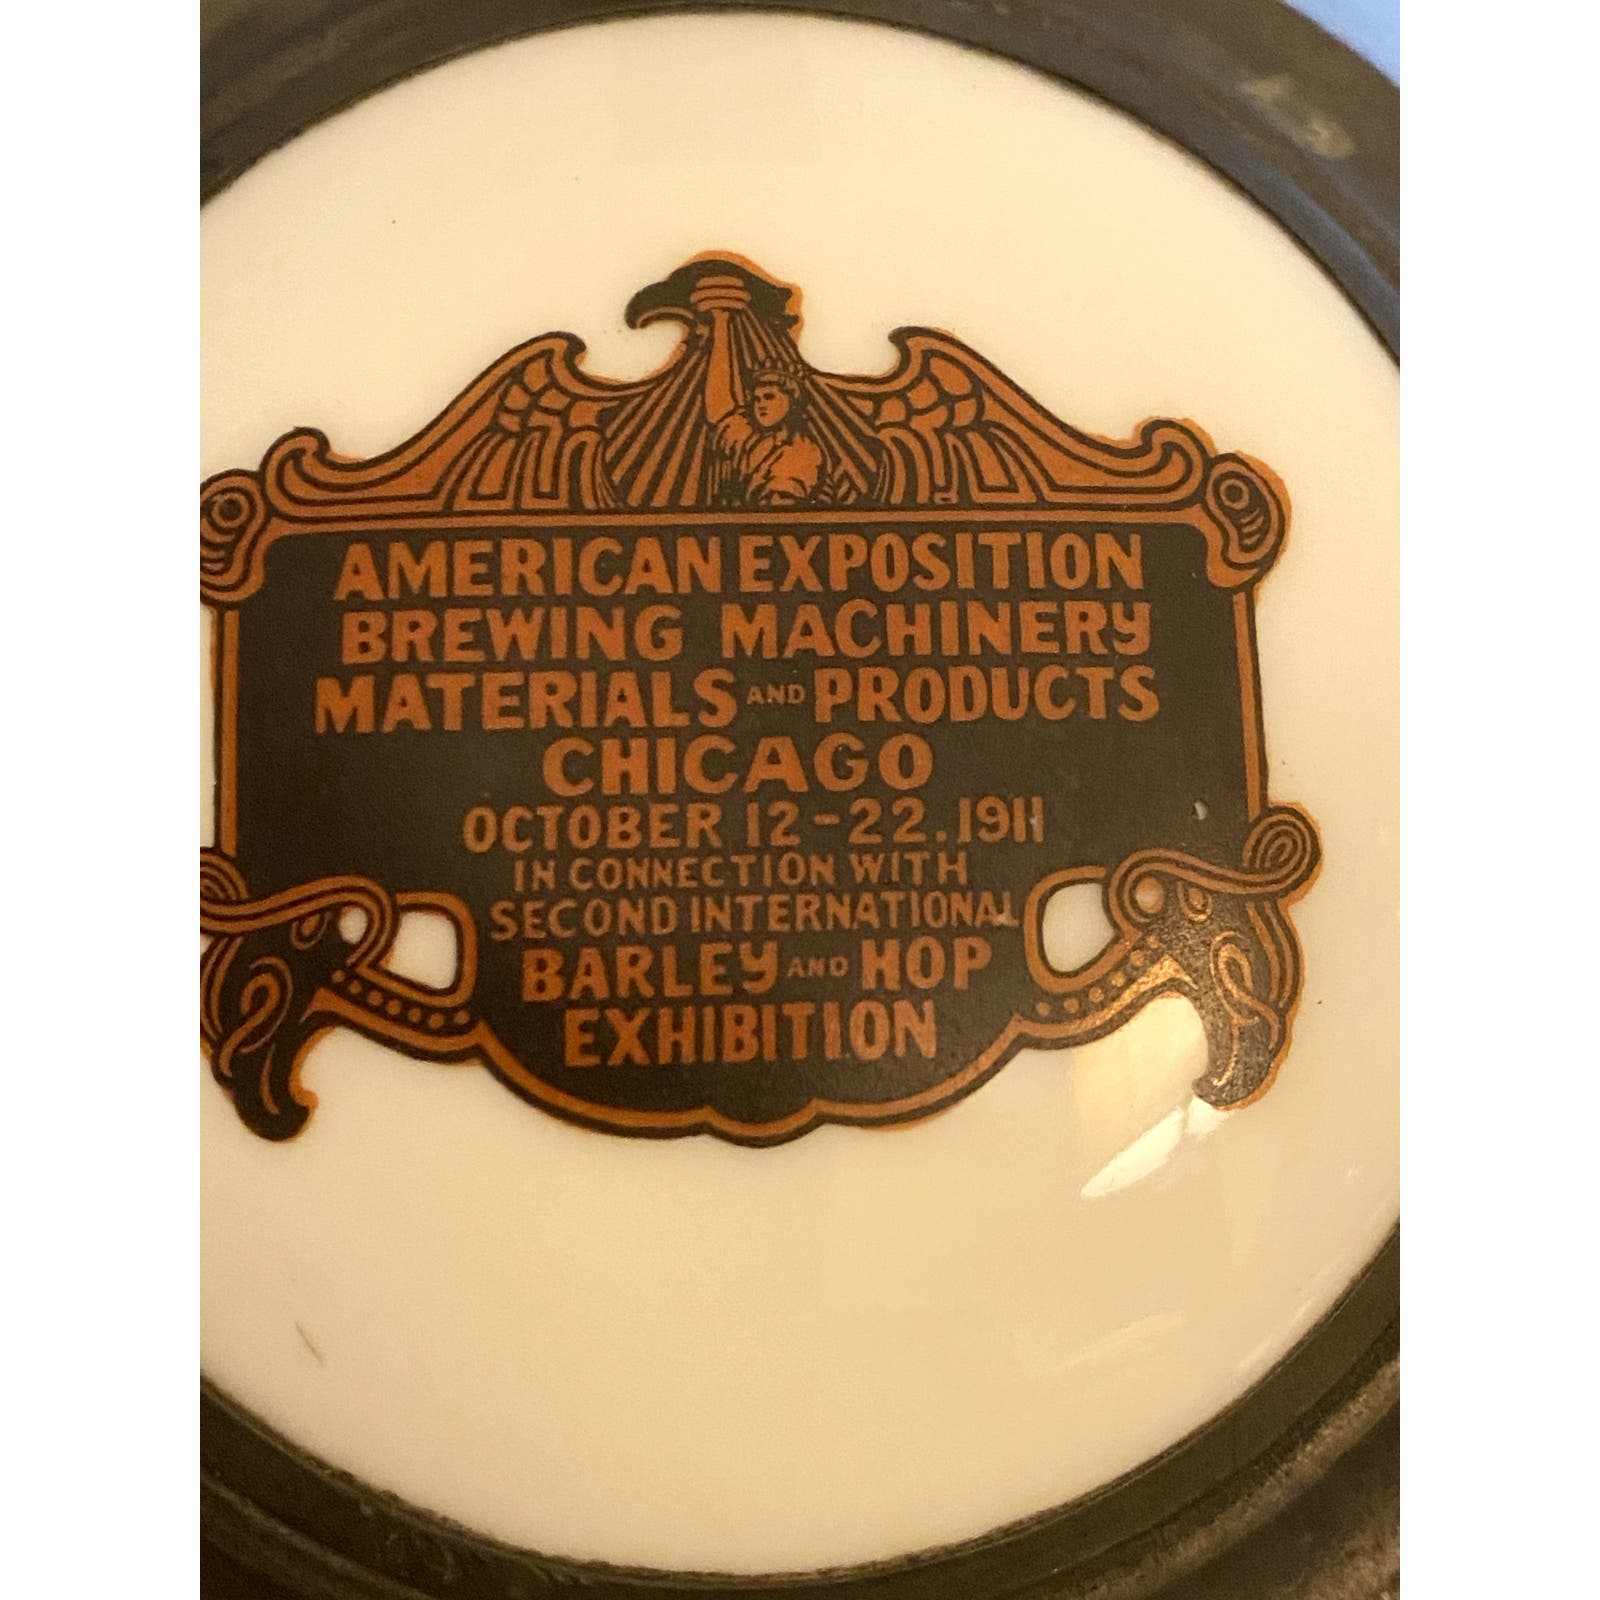 AMERICAN EXPOSITION
BREWING MACHINERY
MATERIALS AND PRODUCTS
CHICAGO
OCTOBER 12-22.1911
IN CONNECTION WITH
SECOND INTERNATIONAL
BARLEY AND HOP
EXHIBITION